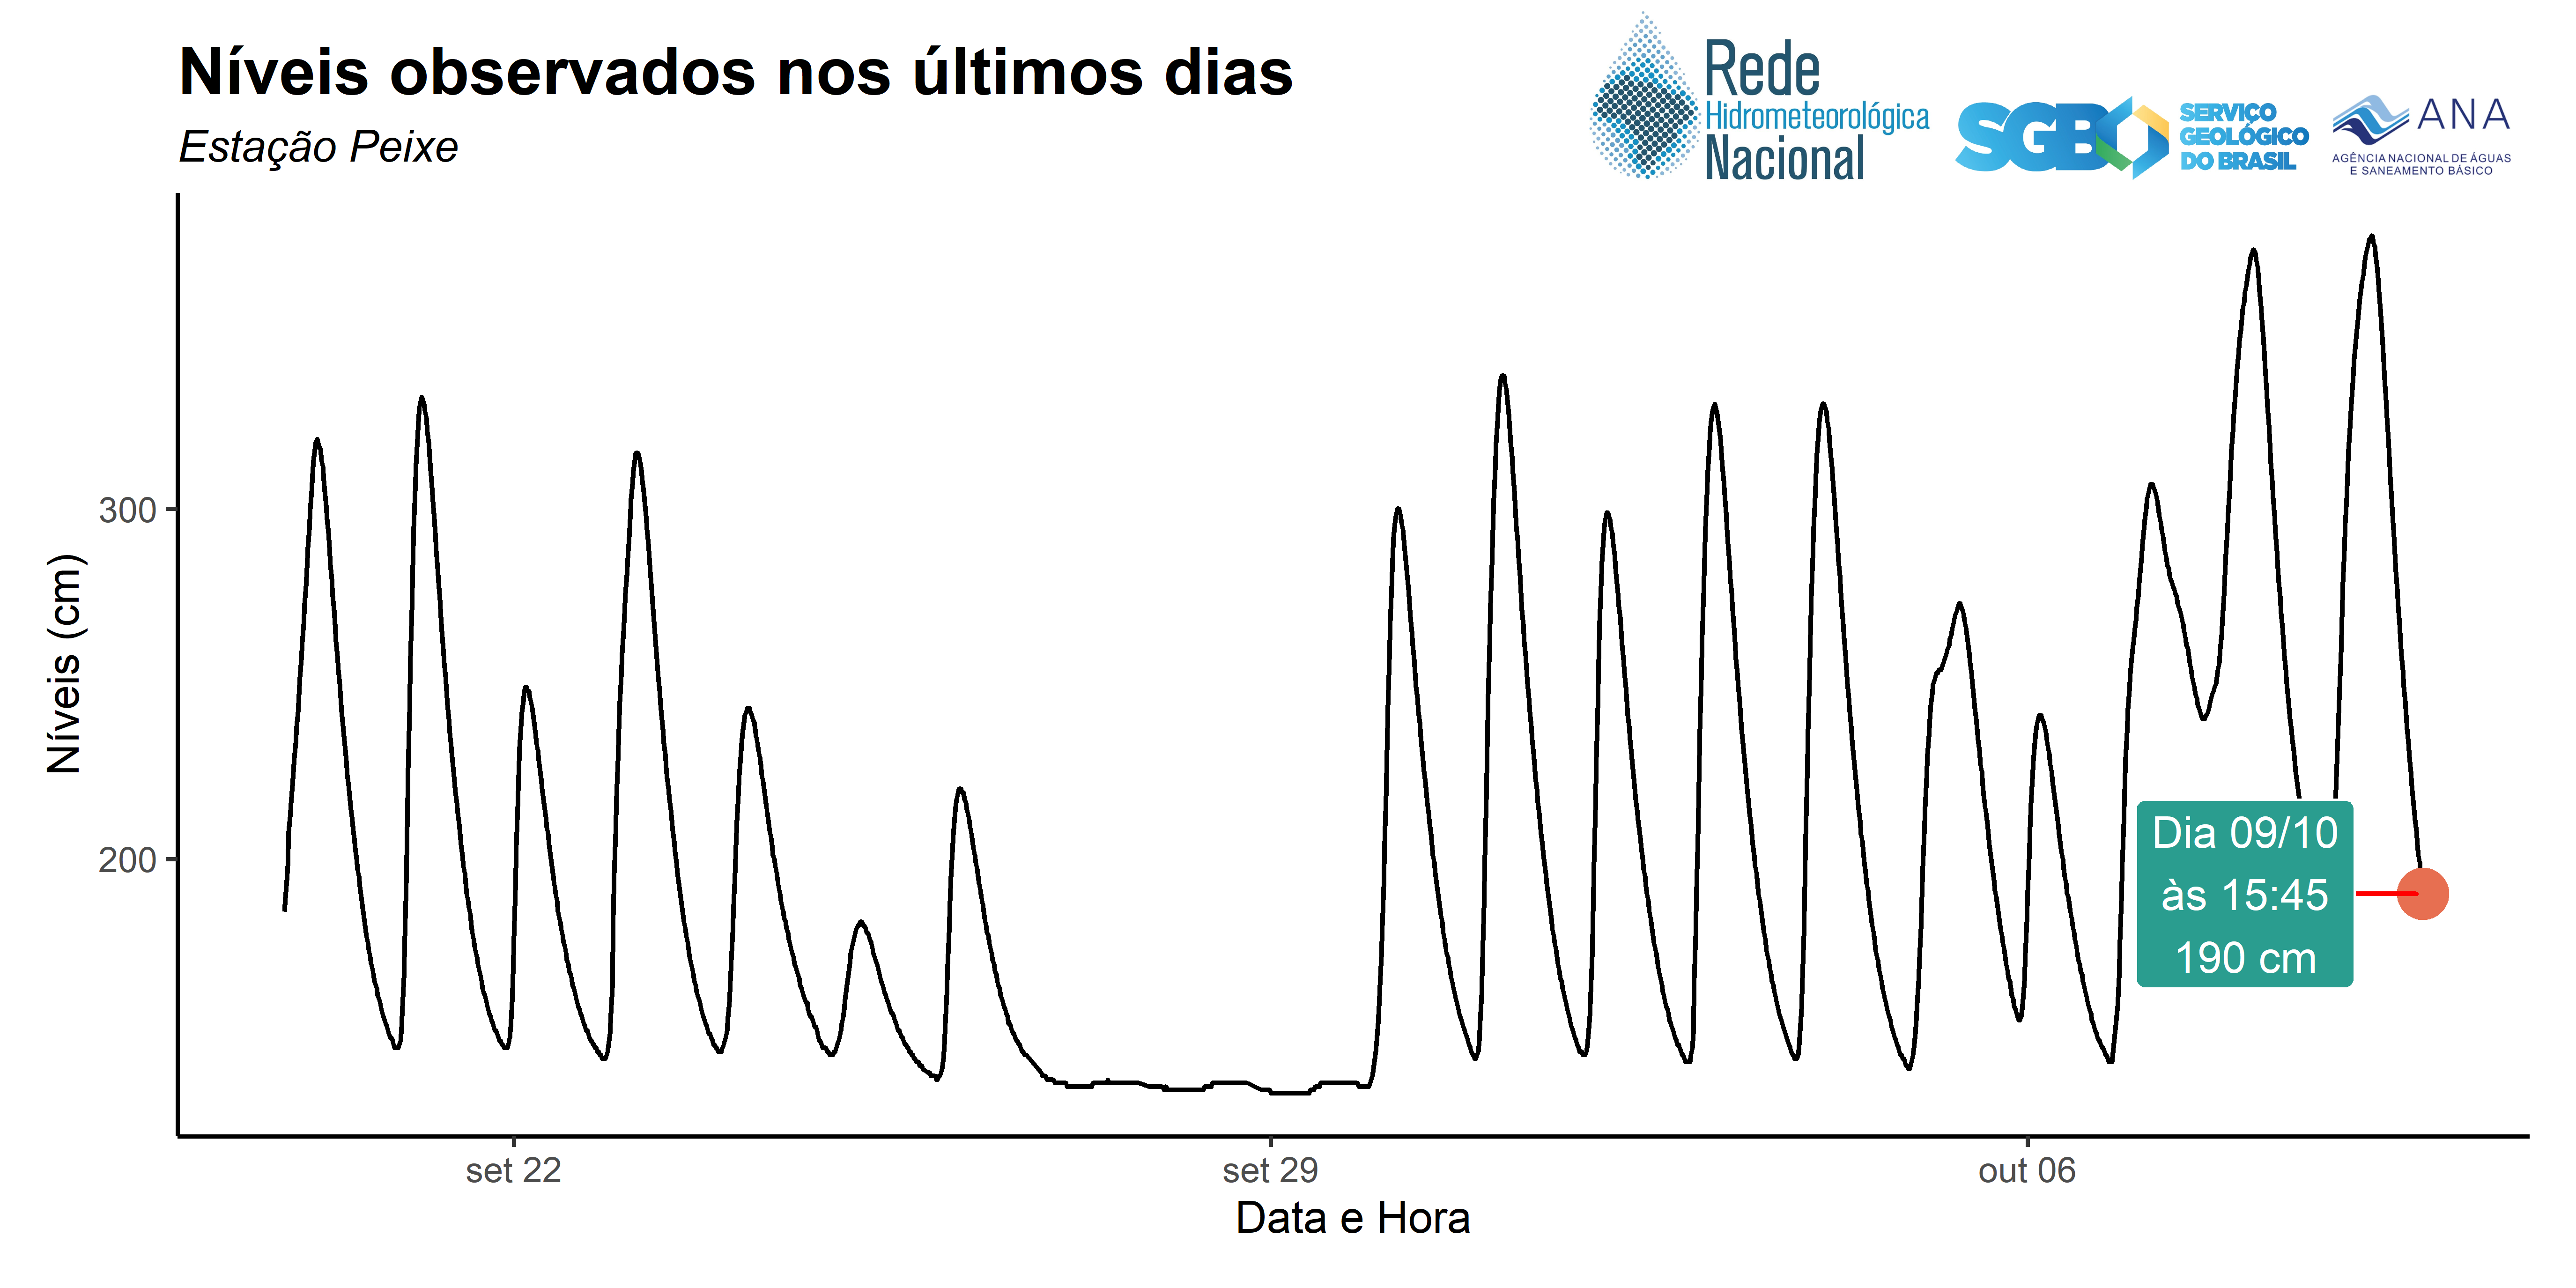 Níveis observados nos últimos dias
Estação Peixe
Rede
Hidrometeorológica
Nacional
SGB
SERVIÇO
GEOLÓGICO
DO BRASIL
ANA
AGÊNCIA NACIONAL DE ÁGUAS
E SANEAMENTO BÁSICO
Níveis (cm)
300
200
Dia 09/10
às 15:45
190 cm
set 22
set 29
out 06
Data e Hora